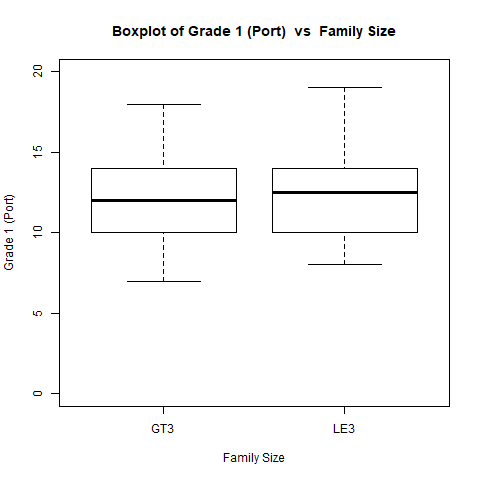 Boxplot of Grade 1 (Port)  vs  Family Size
Grade 1 (Port)
20
15
10
5
0
GT3
LE3
Family Size